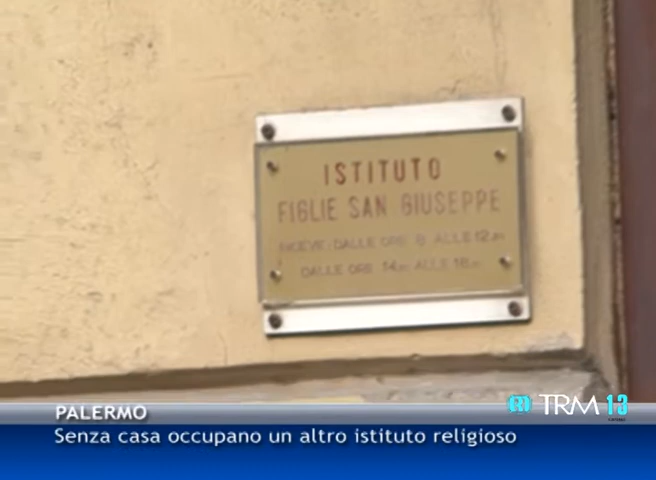 ISTITUTO
FIGLIE SAN GIUSEPPE
RICEVE: DALLE ORE 9 ALLE 12
DALLE ORE 14 ALLE
PALERMO
TRM 13
Senza casa occupano un altro istituto religioso